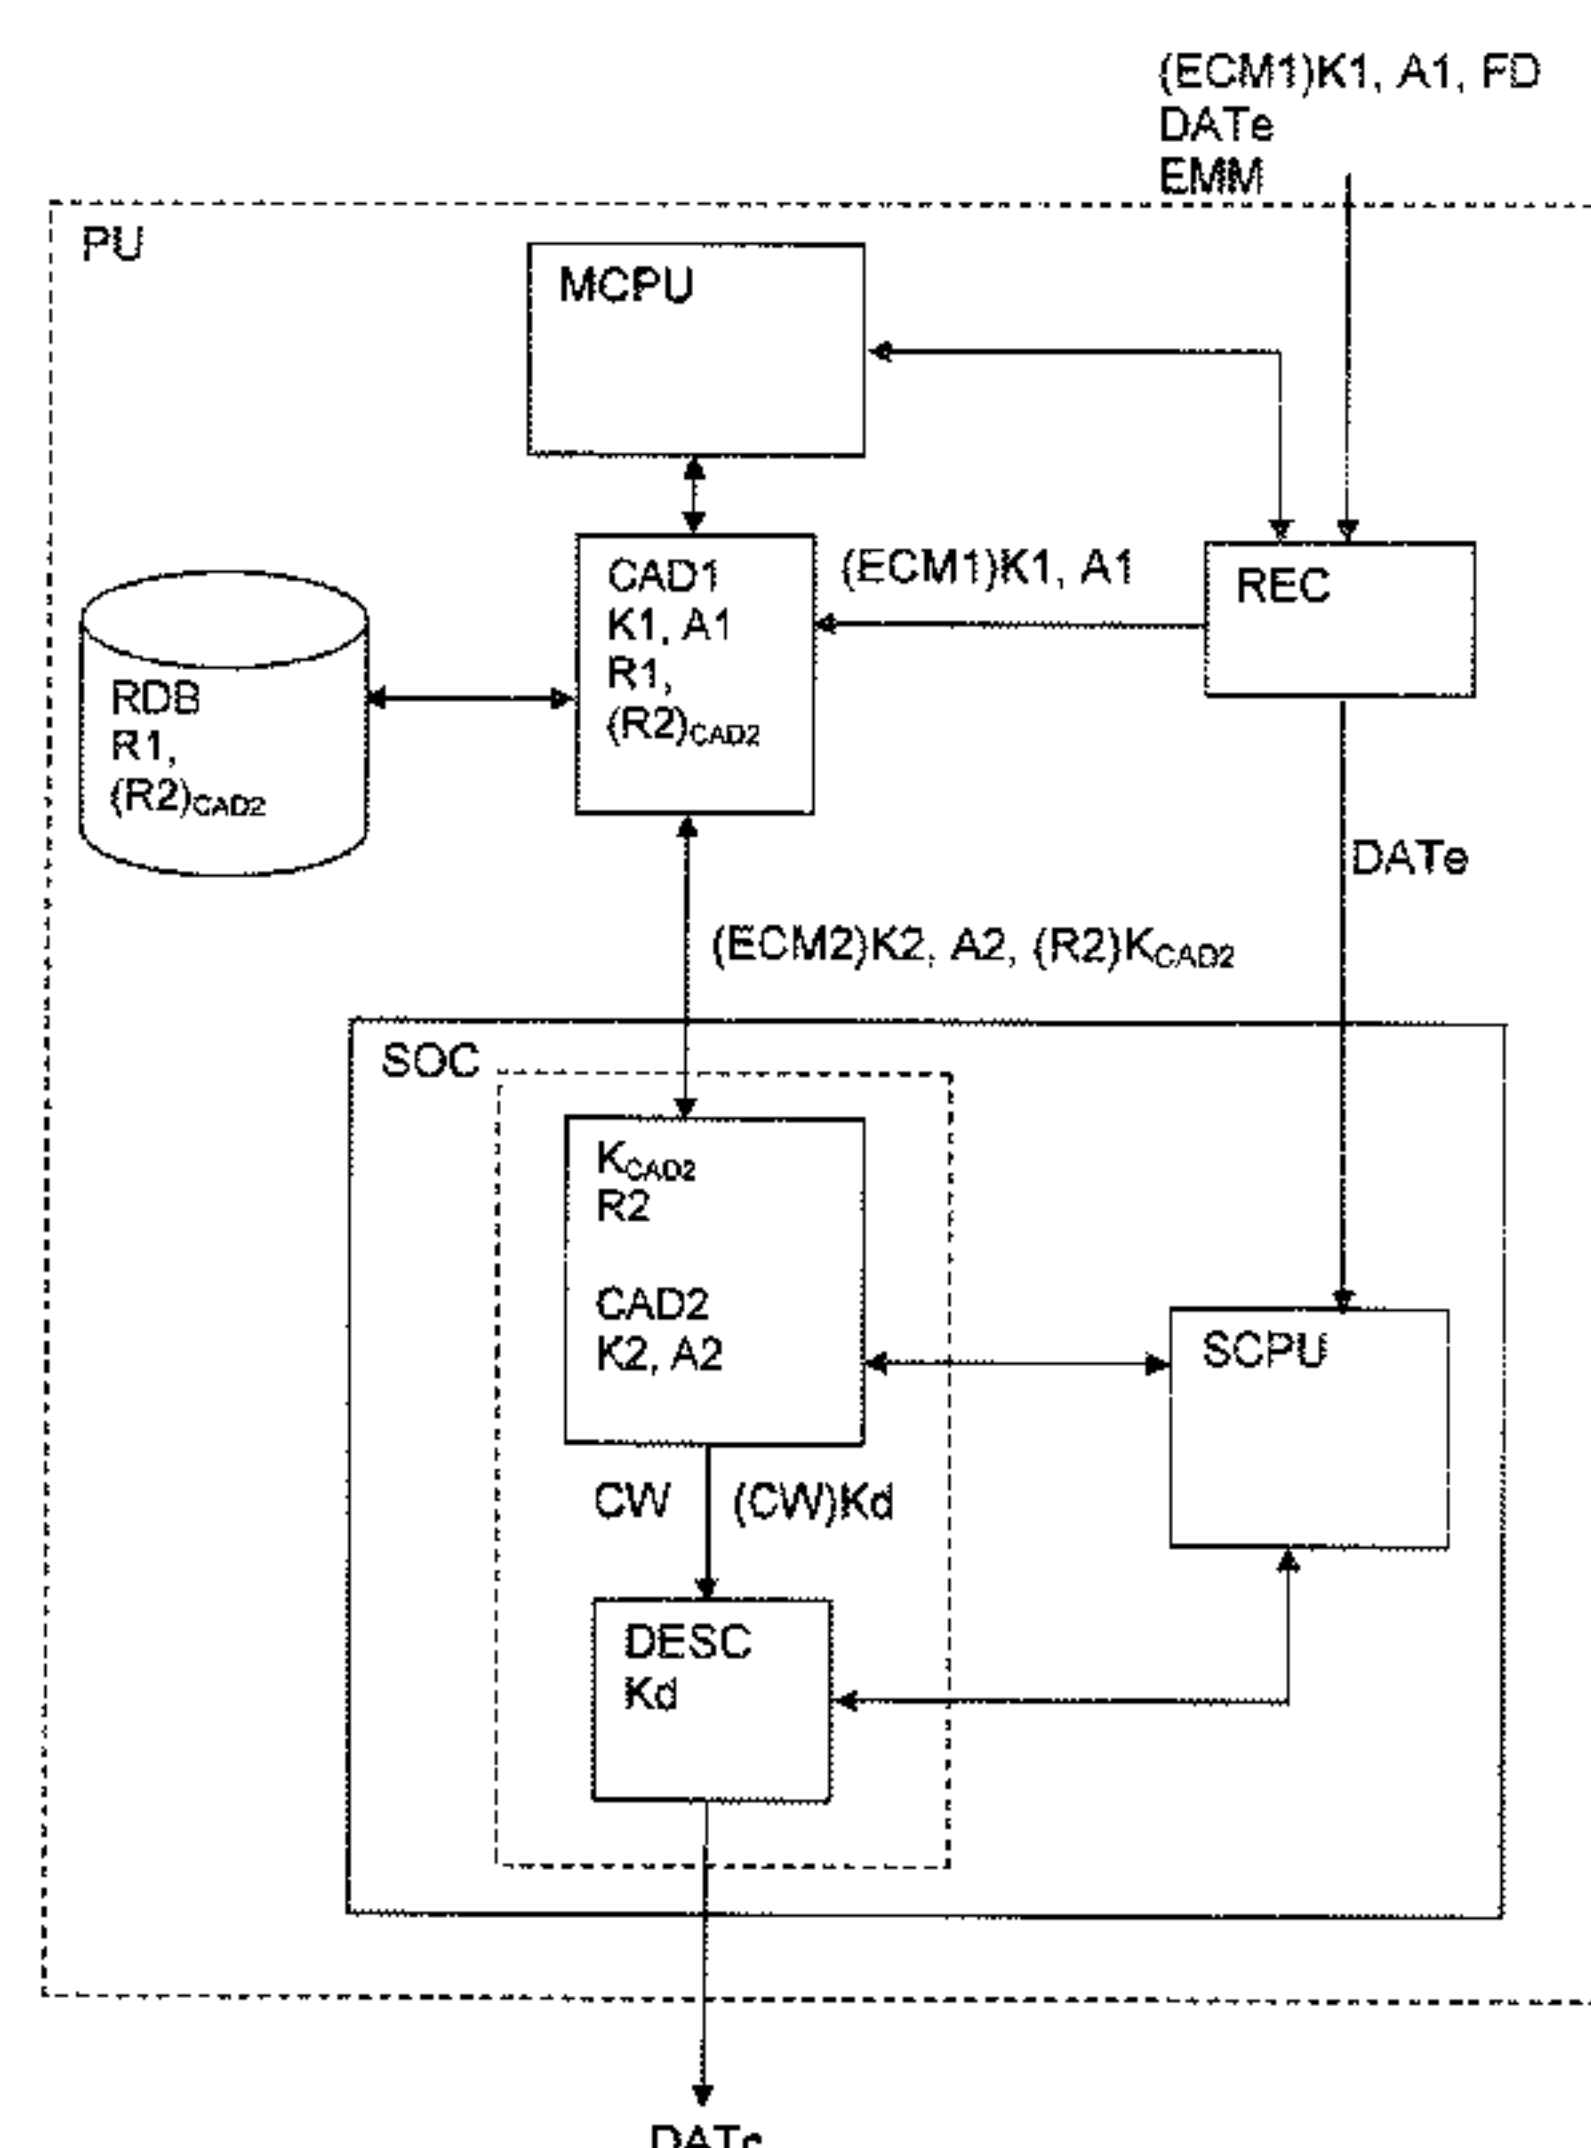 (ECM1)K1, A1, FD
DATe
EMM
PU
MCPU
(ECM1)K1, A1
REC
CAD1
K1, A1
R1,
(R2)CAD2
RDB
R1,
(R2)CAD2
DATe
(ECM2)K2, A2, (R2)KCAD2
SOC
KCAD2
R2
CAD2
K2, A2
SCPU
CW
(CW)Kd
DESC
Kd
DATc